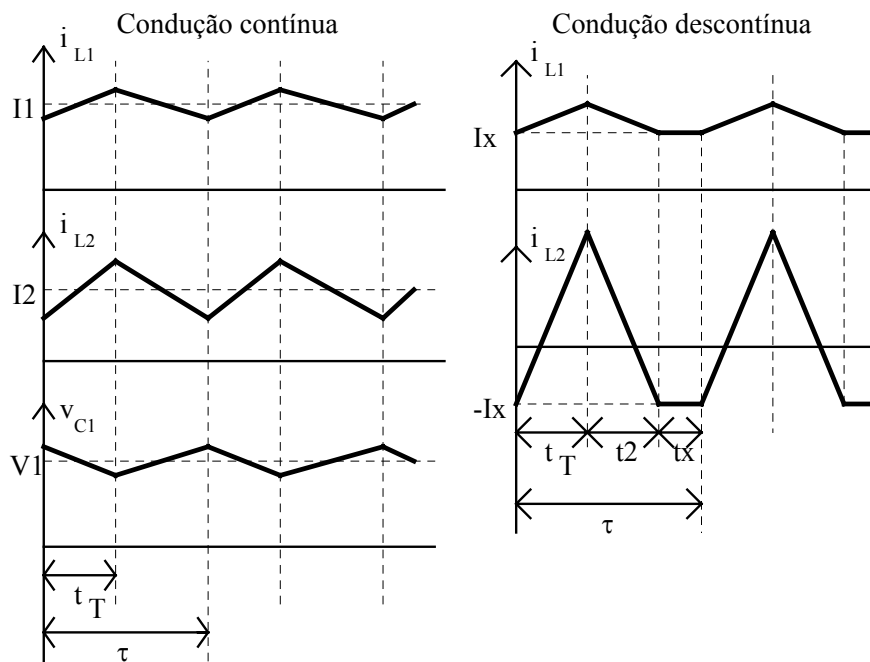 Condução contínua
i L1
I1
i L2
I2
v C1
V1
t T
τ
Condução descontínua
i L1
Ix
i L2
-Ix
t T t2 tx
τ